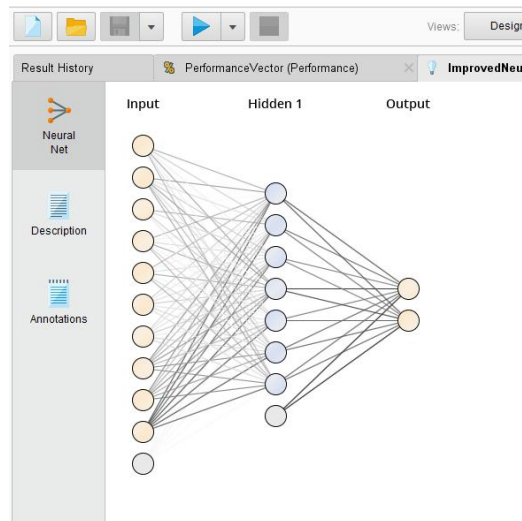 Views:
Desig
Result History
PerformanceVector (Performance)
ImprovedNeu
Neural
Net
Description
Annotations
Input
Hidden 1
Output